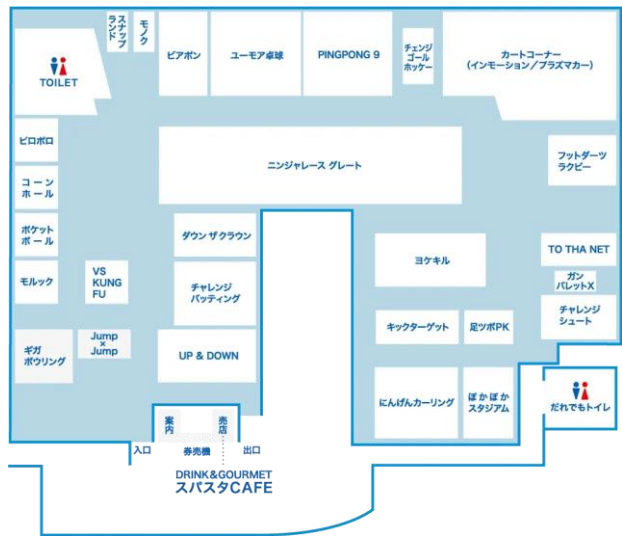 スナップ
ランド
モノク
TOILET
ビアポン
ユーモア卓球
PINGPONG 9
チェンジ
ゴール
ホッケー
カートコーナー
(インモーション/プラズマカー)
ピロポロ
コーン
ホール
ポケット
ボール
モルック
ニンジャレース グレート
フットダーツ
ラクビー
ダウン ザ クラウン
チャレンジ
バッティング
UP & DOWN
VS
KUNG
FU
Jump
×
Jump
ギガ
ボウリング
ヨケキル
TO THA NET
ガン
バレットX
チャレンジ
シュート
キックターゲット
足ツボPK
にんげんカーリング
ぽかぽか
スタジアム
だれでもトイレ
案内
売店
入口
券売機
出口
DRINK&GOURMET
スパスタCAFE